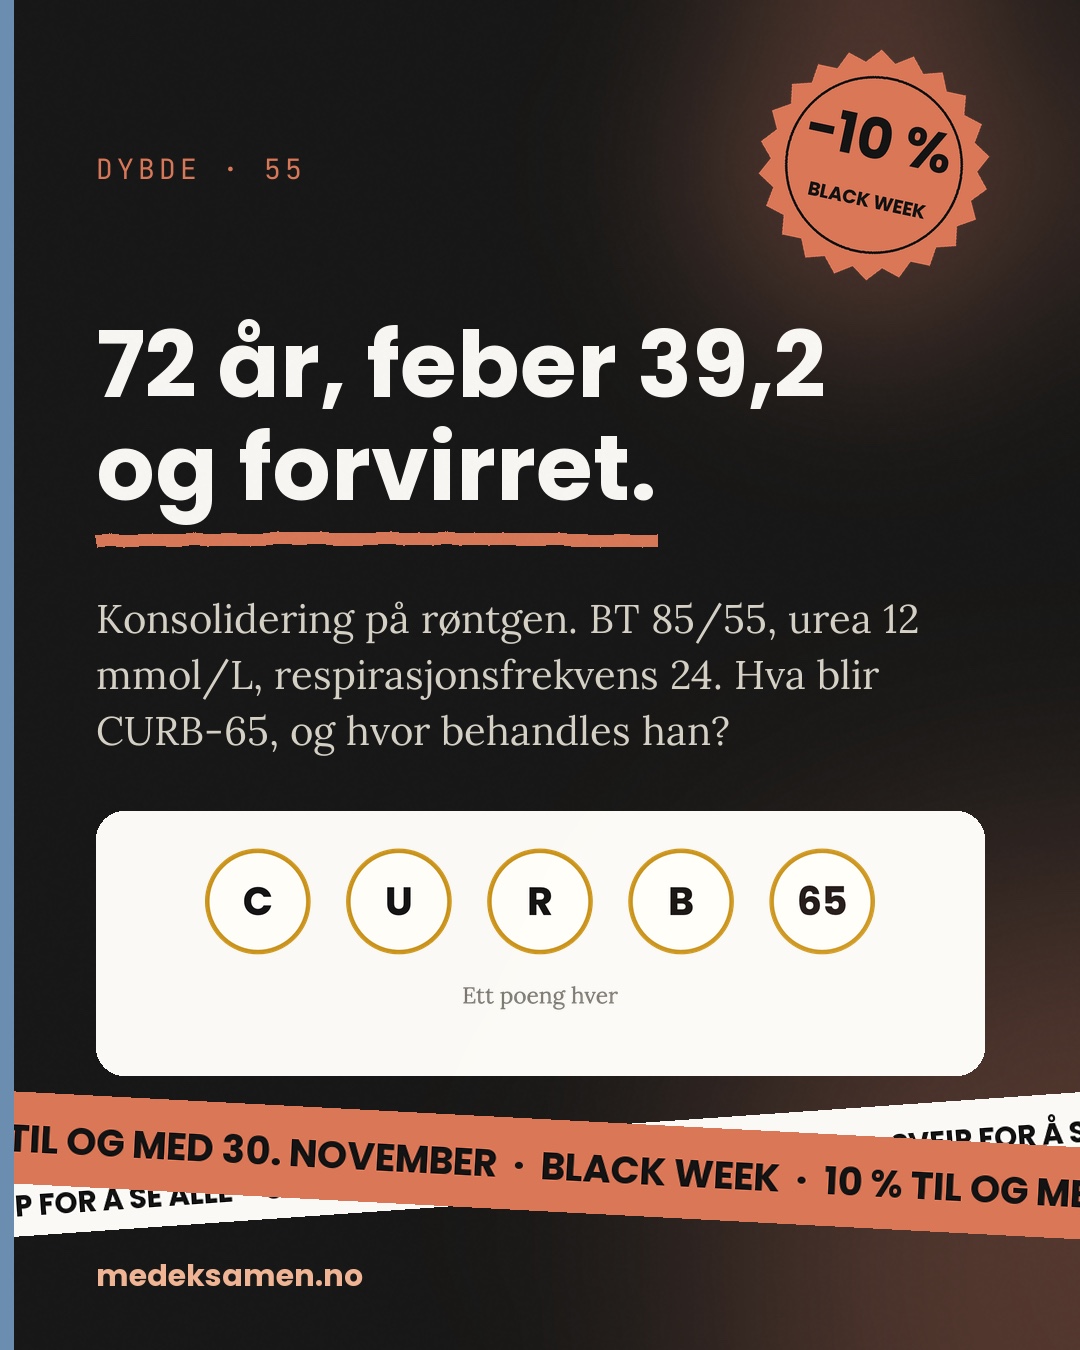 DYBDE · 55
-10 %
BLACK WEEK
72 år, feber 39,2
og forvirret.
Konsolidering på røntgen. BT 85/55, urea 12
mmol/L, respirasjonsfrekvens 24. Hva blir
CURB-65, og hvor behandles han?
C U R B 65
Ett poeng hver
FOR Å
TIL OG MED 30. NOVEMBER · BLACK WEEK · 10 % TIL OG
FOR Å SE ALLE
medeksamen.no